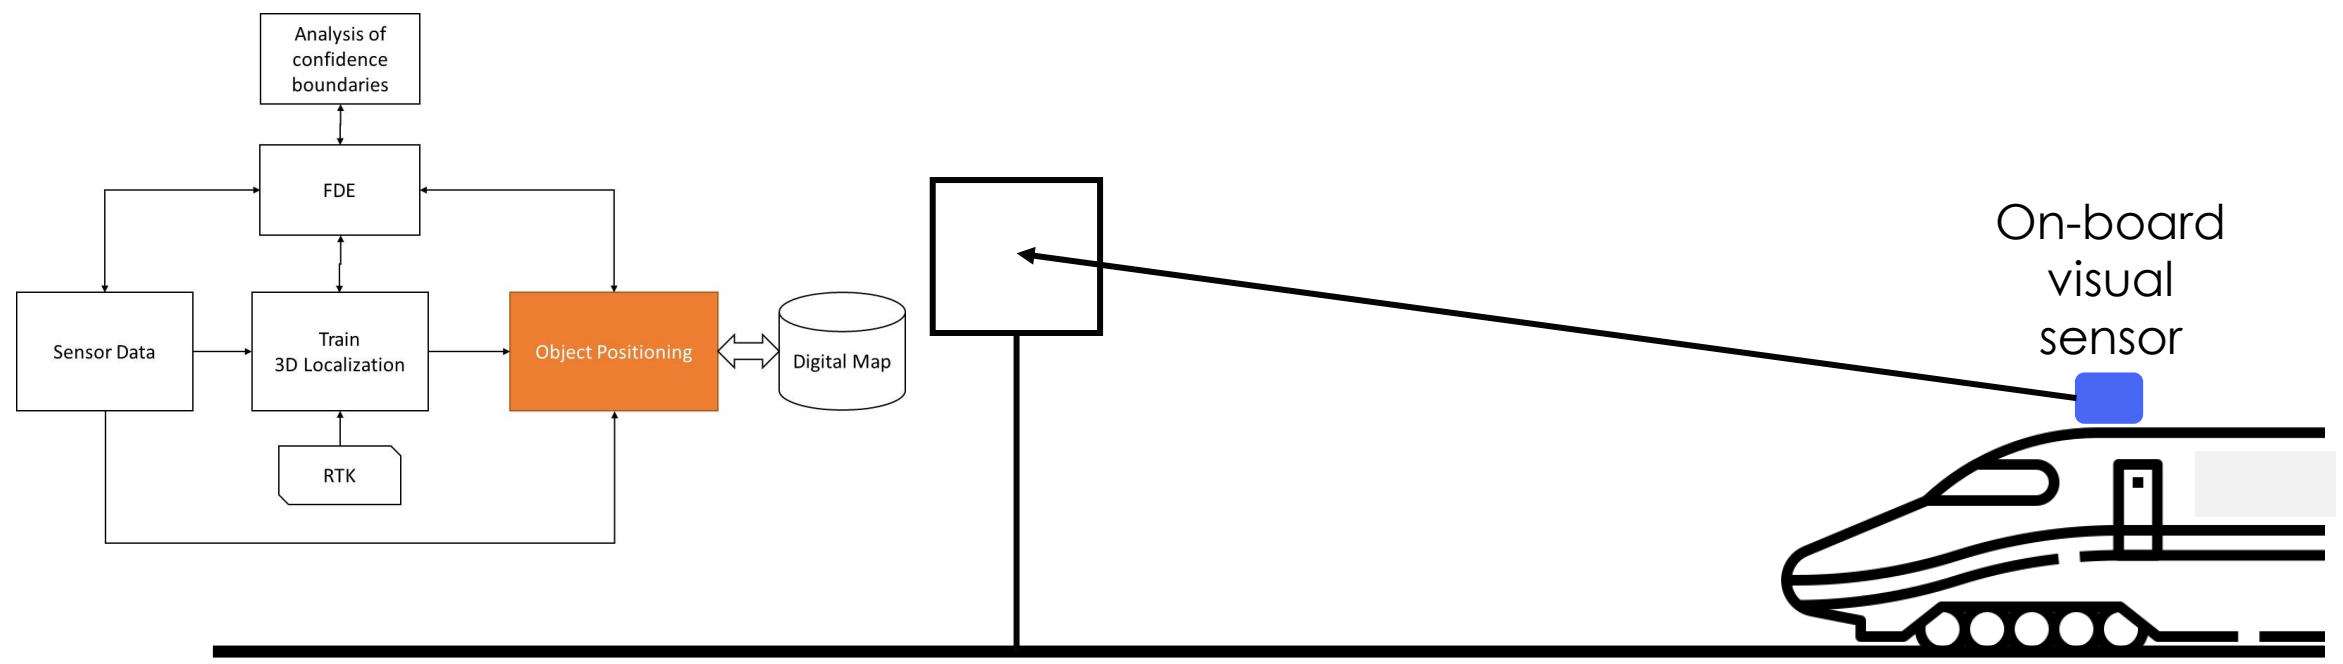 Analysis of
confidence
boundaries
FDE
Sensor Data
Train
3D Localization
Object Positioning
Digital Map
RTK
On-board
visual
sensor